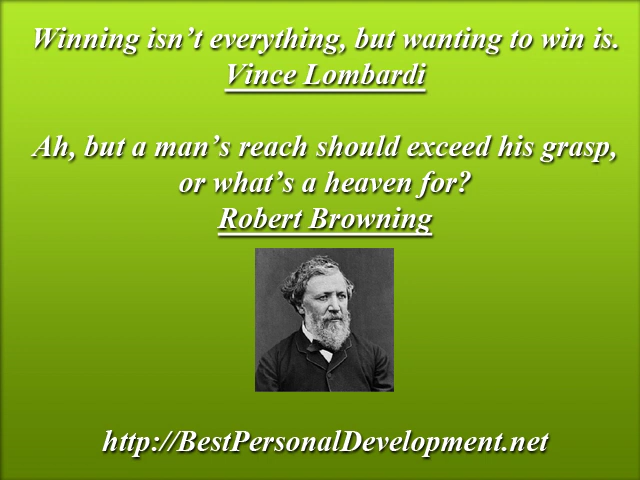 Winning isn’t everything, but wanting to win is.
Vince Lombardi
Ah, but a man’s reach should exceed his grasp,
or what’s a heaven for?
Robert Browning
http://BestPersonalDevelopment.net